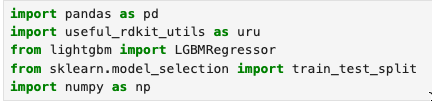 import pandas as pd
import useful_rdkit_utils as uru
from lightgbm import LGBMRegressor
from sklearn.model_selection import train_test_split
import numpy as np